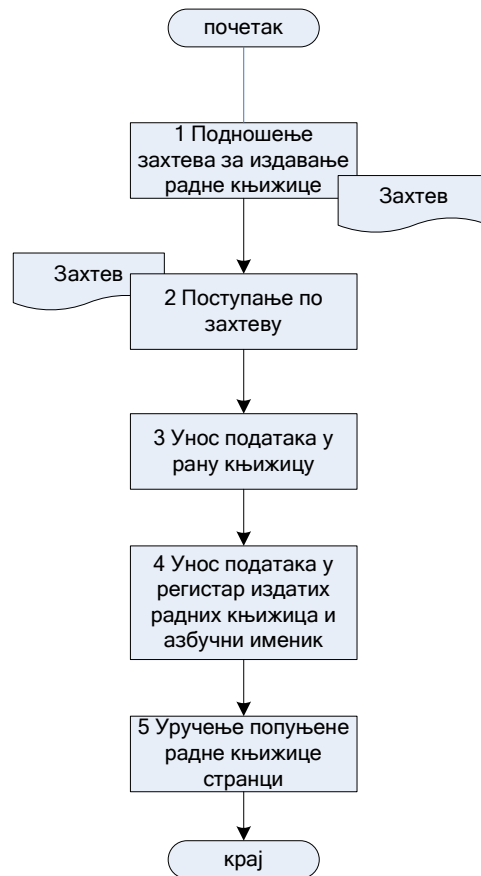 почетак
1 Подношење
захтева за издавање
радне књижице
Захтев
Захтев
2 Поступање по
захтеву
3 Унос података у
рану књижицу
4 Унос података у
регистар издатих
радних књижица и
азбучни именик
5 Уручење попуњене
радне књижице
странци
крај